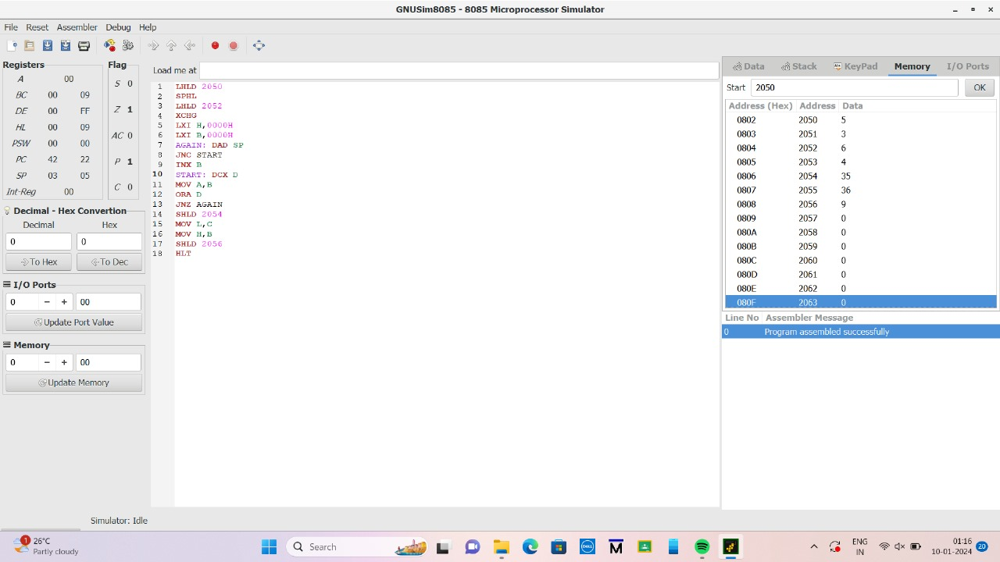 GNUSim8085 - 8085 Microprocessor Simulator
File Reset Assembler Debug Help
Registers
A 00
BC 00 09
DE 00 FF
HL 00 09
PSW 00 00
PC 42 22
SP 03 05
Int-Reg 00
Flag
S 0
Z 1
AC 0
P 1
C 0
Decimal - Hex Convertion
Decimal Hex
0 0
To Hex To Dec
I/O Ports
0 − + 00
Update Port Value
Memory
0 − + 00
Update Memory
Load me at
1 LHLD 2050
2 SPHL
3 LHLD 2052
4 XCHG
5 LXI H,0000H
6 LXI B,0000H
7 AGAIN: DAD SP
8 JNC START
9 INX B
10 START: DCX D
11 MOV A,B
12 ORA D
13 JNZ AGAIN
14 SHLD 2054
15 MOV L,C
16 MOV H,B
17 SHLD 2056
18 HLT
Data Stack KeyPad Memory I/O Ports
Start 2050 OK
Address (Hex) Address Data
0802 2050 5
0803 2051 3
0804 2052 6
0805 2053 4
0806 2054 35
0807 2055 36
0808 2056 9
0809 2057 0
080A 2058 0
080B 2059 0
080C 2060 0
080D 2061 0
080E 2062 0
080F 2063 0
Line No Assembler Message
0 Program assembled successfully
Simulator: Idle
1 26°C
Partly cloudy
Search
DELL
M
ENG
IN
01:16
10-01-2024
20